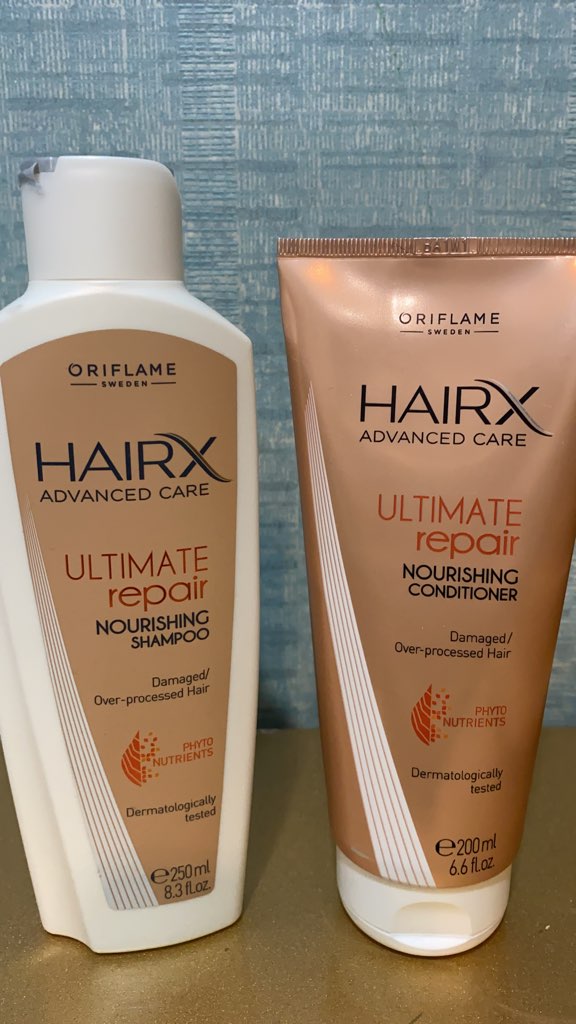 ORIFLAME
SWEDEN
HAIRX
ADVANCED CARE
ULTIMATE
repair
NOURISHING
SHAMPOO
Damaged/
Over-processed Hair
PHYTO
NUTRIENTS
Dermatologically
tested
℮250 ml
8.3 fl.oz.
ORIFLAME
SWEDEN
HAIRX
ADVANCED CARE
ULTIMATE
repair
NOURISHING
CONDITIONER
Damaged/
Over-processed Hair
PHYTO
NUTRIENTS
Dermatologically
tested
℮200 ml
6.6 fl.oz.